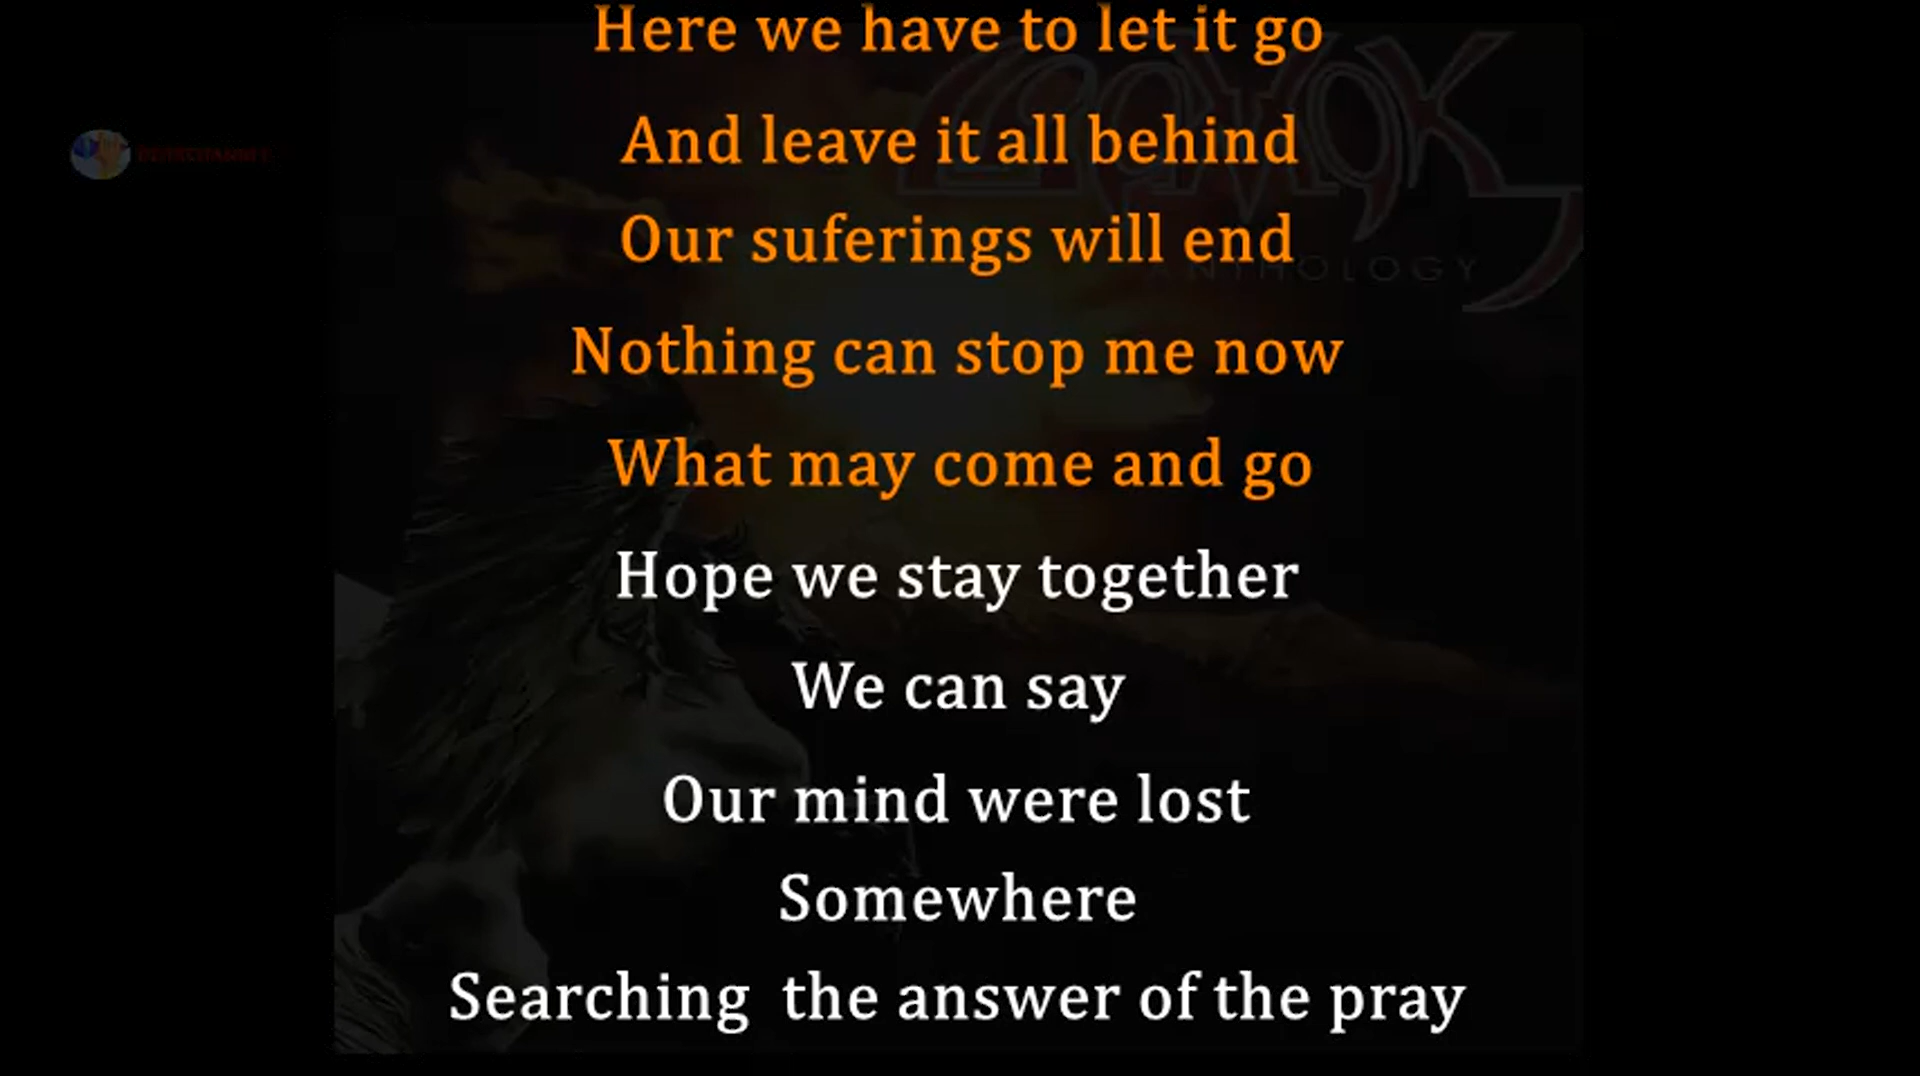 Here we have to let it go
And leave it all behind
Our suferings will end
ANTHOLOGY
Nothing can stop me now
What may come and go
Hope we stay together
We can say
Our mind were lost
Somewhere
Searching  the answer of the pray